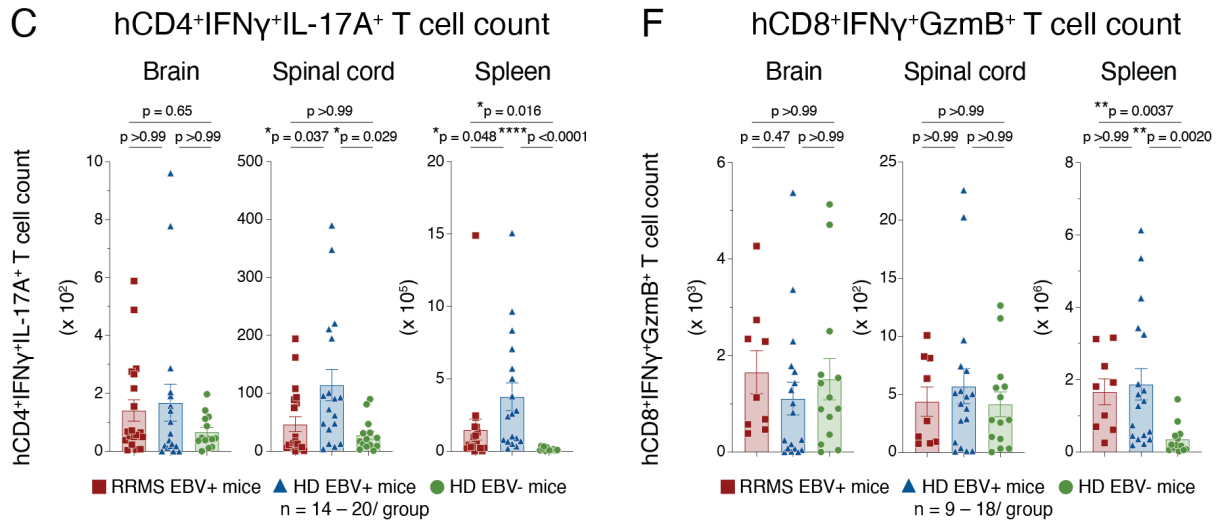 C hCD4⁺IFNγ⁺IL-17A⁺ T cell count
Brain Spinal cord Spleen
*p = 0.016
p = 0.65 p >0.99
p >0.99 p >0.99 *p = 0.037 *p = 0.029 *p = 0.048 ****p <0.0001
hCD4⁺IFNγ⁺IL-17A⁺ T cell count
(x 10²)
10
8
6
4
2
0
(x 10²)
500
400
300
200
100
0
(x 10⁵)
20
15
10
5
0
RRMS EBV+ mice HD EBV+ mice HD EBV- mice
n = 14 – 20/ group
F hCD8⁺IFNγ⁺GzmB⁺ T cell count
Brain Spinal cord Spleen
p >0.99 p >0.99 **p = 0.0037
p = 0.47 p >0.99 p >0.99 p >0.99 p >0.99 **p = 0.0020
hCD8⁺IFNγ⁺GzmB⁺ T cell count
(x 10³)
6
4
2
0
(x 10²)
25
20
15
10
5
0
(x 10⁶)
8
6
4
2
0
RRMS EBV+ mice HD EBV+ mice HD EBV- mice
n = 9 – 18/ group